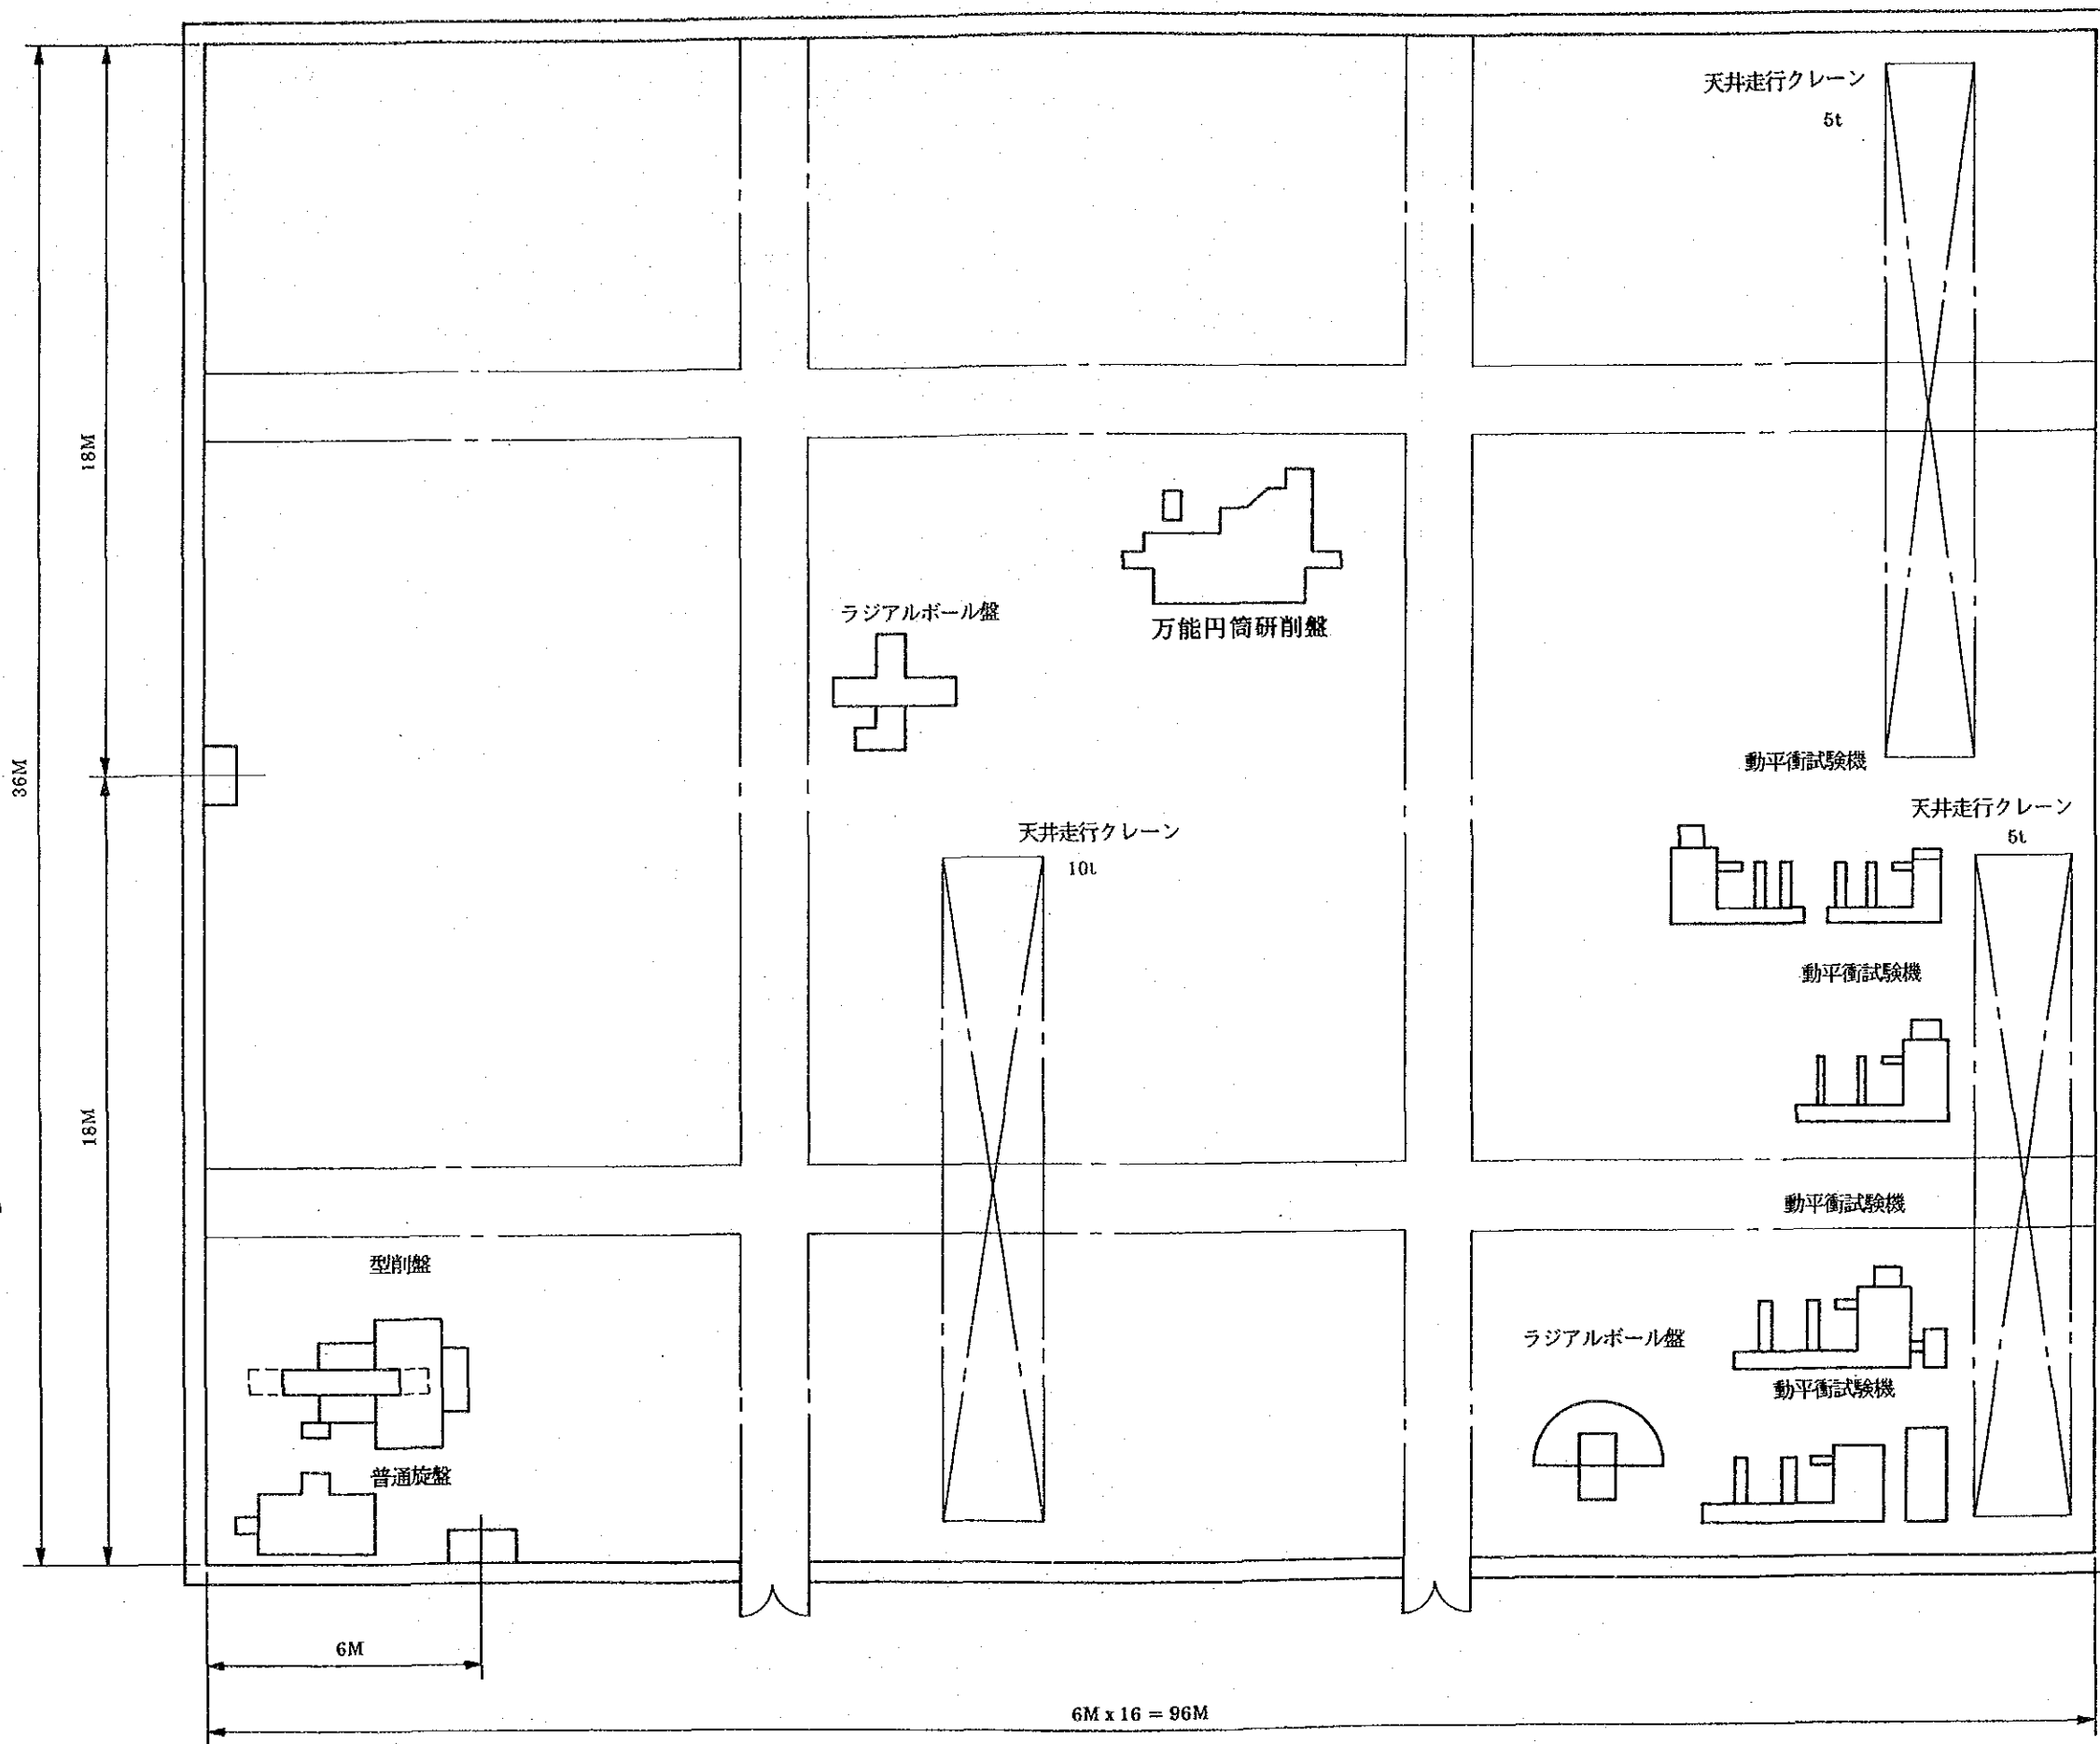 天井走行クレーン
5t
18M
36M
ラジアルボール盤
万能円筒研削盤
動平衡試験機
天井走行クレーン
5t
天井走行クレーン
10t
動平衡試験機
18M
動平衡試験機
型削盤
ラジアルボール盤
動平衡試験機
普通旋盤
6M
6M x 16 = 96M